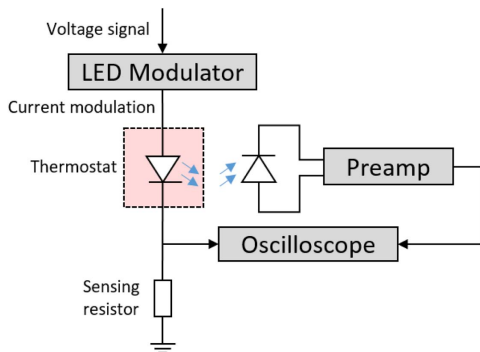 Voltage signal
LED Modulator
Current modulation
Thermostat
Preamp
Oscilloscope
Sensing
resistor